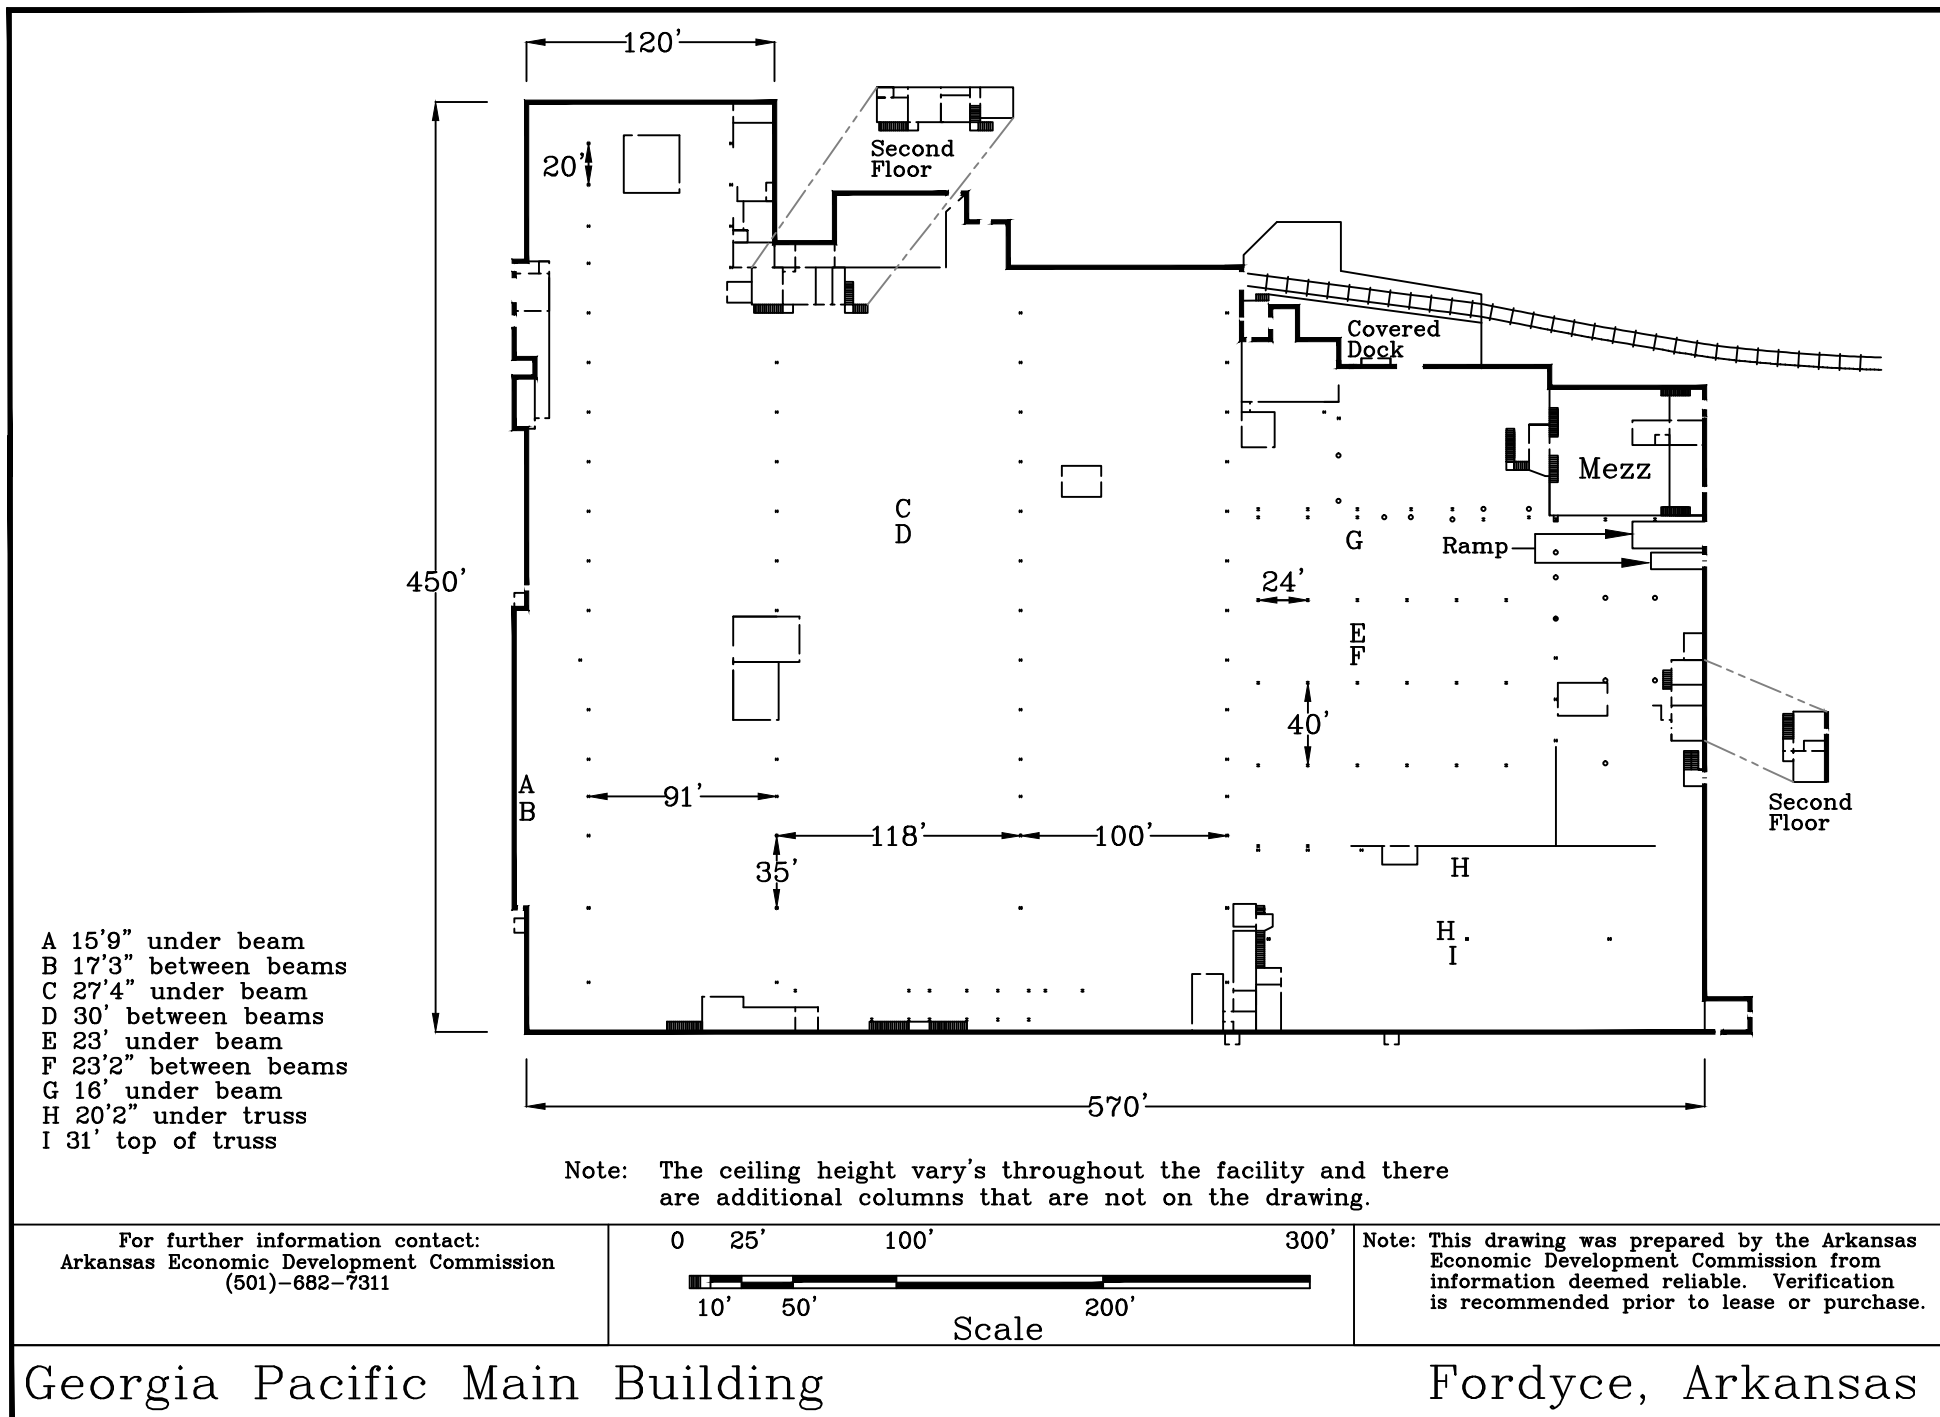 120'
Second
Floor
20'
Covered
Dock
Mezz
C
D
G
Ramp
450'
24'
E
F
40'
A
B
91'
118'
100'
35'
Second
Floor
H
H
I
A 15'9" under beam
B 17'3" between beams
C 27'4" under beam
D 30' between beams
E 23' under beam
F 23'2" between beams
G 16' under beam
H 20'2" under truss
I 31' top of truss
570'
Note: The ceiling height vary's throughout the facility and there
are additional columns that are not on the drawing.
For further information contact:
Arkansas Economic Development Commission
(501)-682-7311
0 25' 100' 300'
10' 50' 200'
Scale
Note: This drawing was prepared by the Arkansas
Economic Development Commission from
information deemed reliable. Verification
is recommended prior to lease or purchase.
Georgia Pacific Main Building
Fordyce, Arkansas